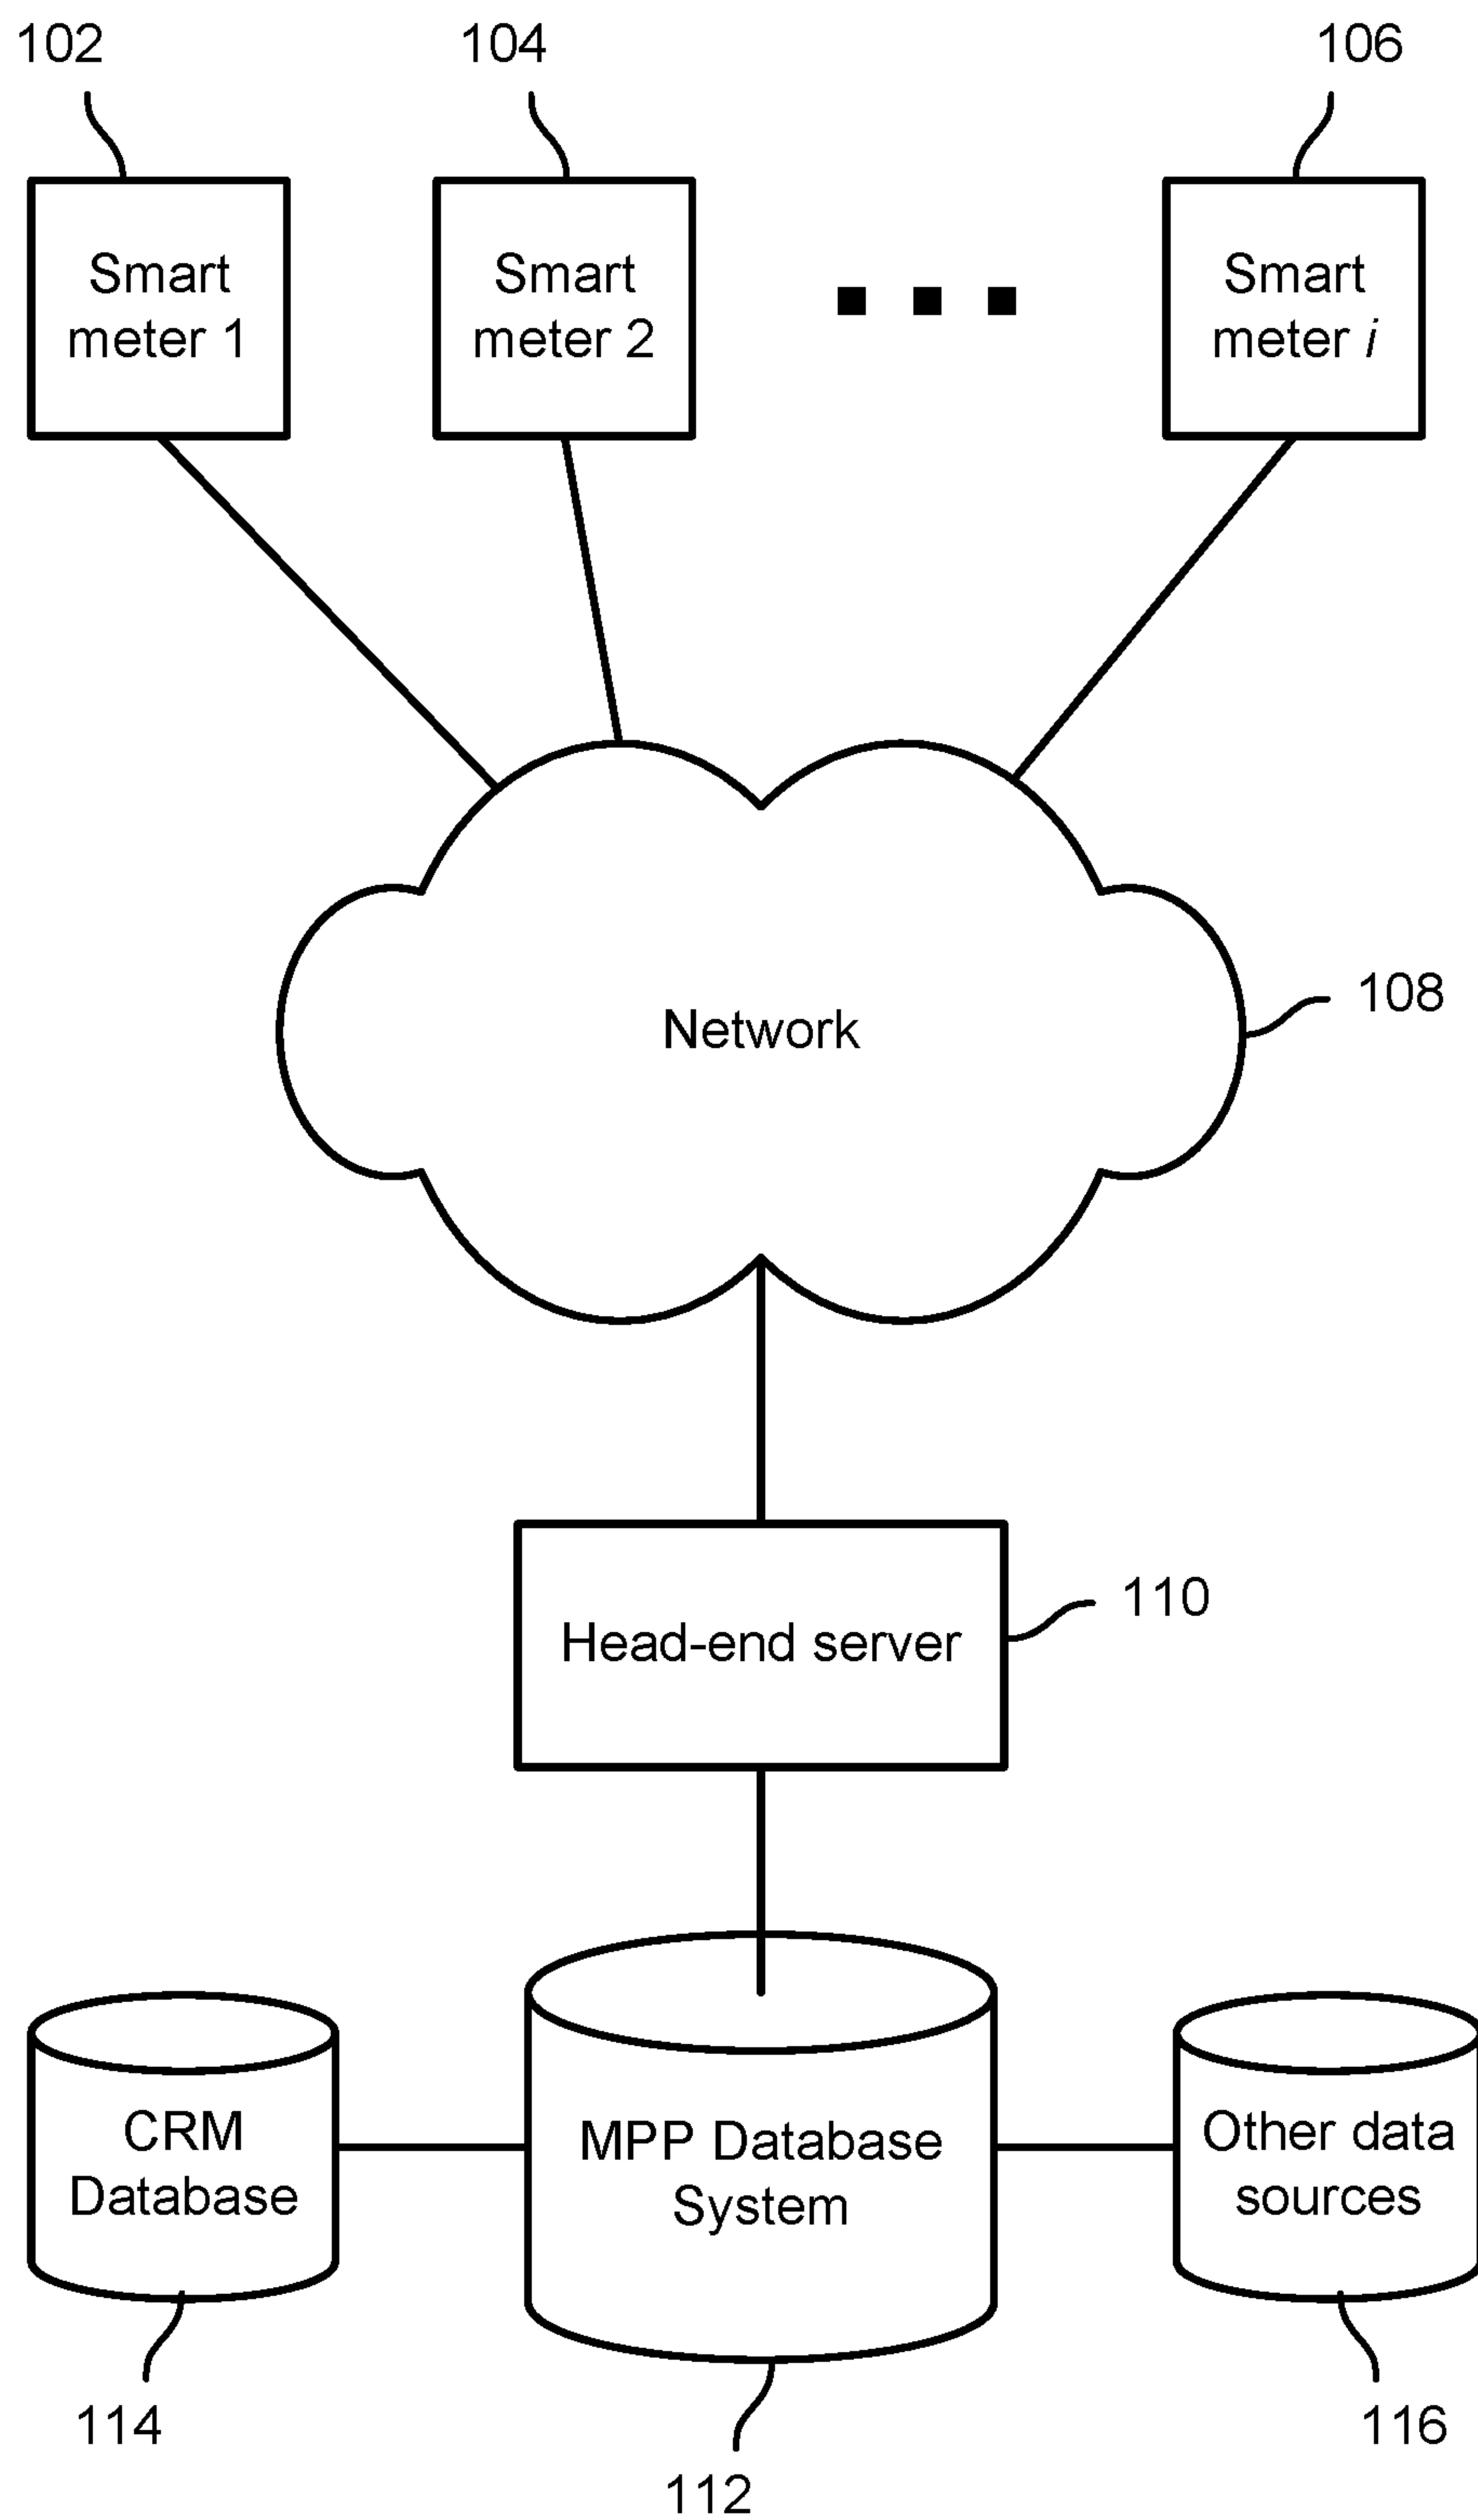 102
104
106
Smart
meter 1
Smart
meter 2
Smart
meter i
Network
108
Head-end server
110
CRM
Database
MPP Database
System
Other data
sources
114
112
116